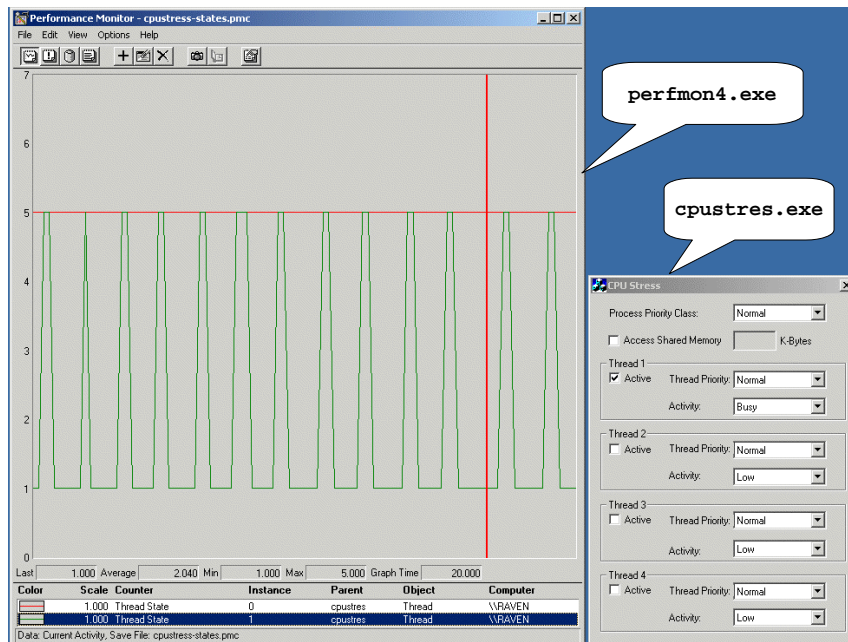 Performance Monitor - cpustress-states.pmc
File Edit View Options Help
7
6
5
4
3
2
1
0
Last 1.000 Average 2.040 Min 1.000 Max 5.000 Graph Time 20.000
Color Scale Counter Instance Parent Object Computer
1.000 Thread State 0 cpustres Thread \\RAVEN
1.000 Thread State 1 cpustres Thread \\RAVEN
Data: Current Activity, Save File: cpustress-states.pmc
perfmon4.exe
cpustres.exe
CPU Stress
Process Priority Class: Normal
Access Shared Memory K-Bytes
Thread 1
Active Thread Priority: Normal
Activity: Busy
Thread 2
Active Thread Priority: Normal
Activity: Low
Thread 3
Active Thread Priority: Normal
Activity: Low
Thread 4
Active Thread Priority: Normal
Activity: Low